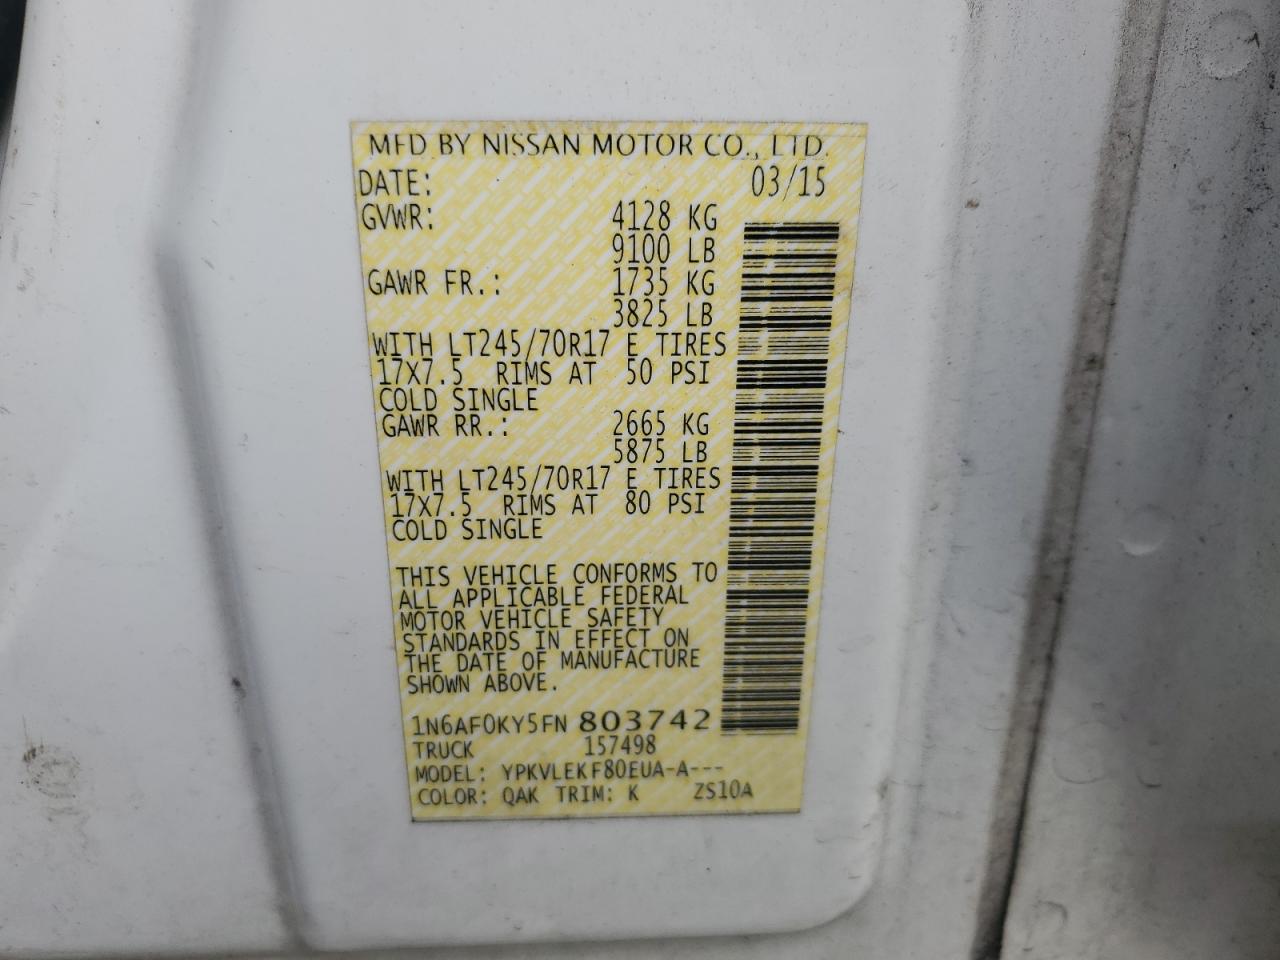 MFD BY NISSAN MOTOR CO., LTD.
DATE: 03/15
GVWR: 4128 KG
9100 LB
GAWR FR.: 1735 KG
3825 LB
WITH LT245/70R17 E TIRES
17X7.5 RIMS AT 50 PSI
COLD SINGLE
GAWR RR.: 2665 KG
5875 LB
WITH LT245/70R17 E TIRES
17X7.5 RIMS AT 80 PSI
COLD SINGLE
THIS VEHICLE CONFORMS TO
ALL APPLICABLE FEDERAL
MOTOR VEHICLE SAFETY
STANDARDS IN EFFECT ON
THE DATE OF MANUFACTURE
SHOWN ABOVE.
1N6AF0KY5FN 803742
TRUCK 157498
MODEL: YPKVLEKF80EUA-A---
COLOR: QAK TRIM: K ZS10A